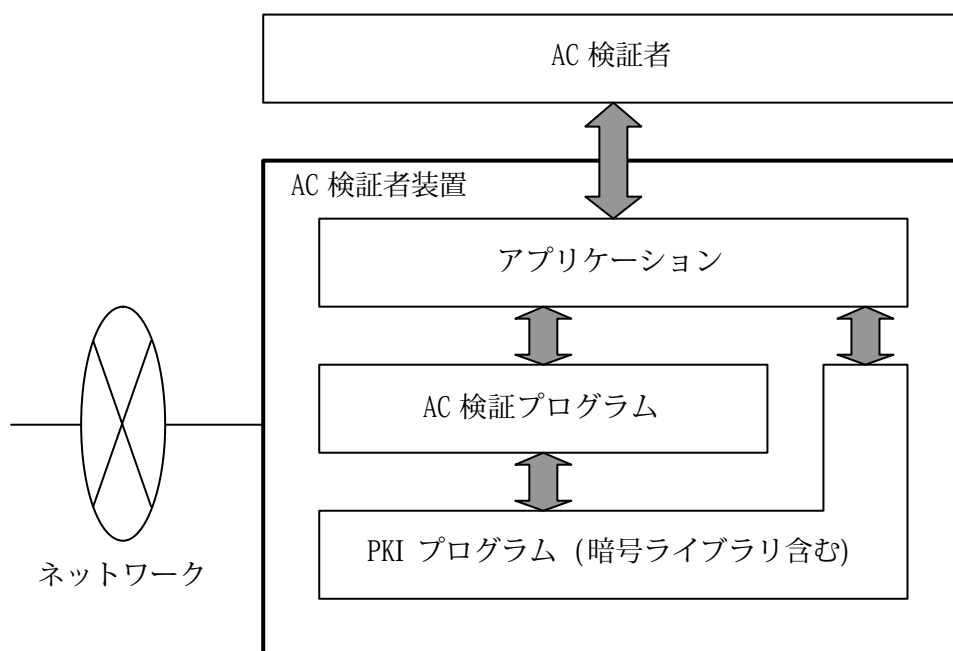 AC 検証者
AC 検証者装置
アプリケーション
AC 検証プログラム
PKI プログラム (暗号ライブラリ含む)
ネットワーク